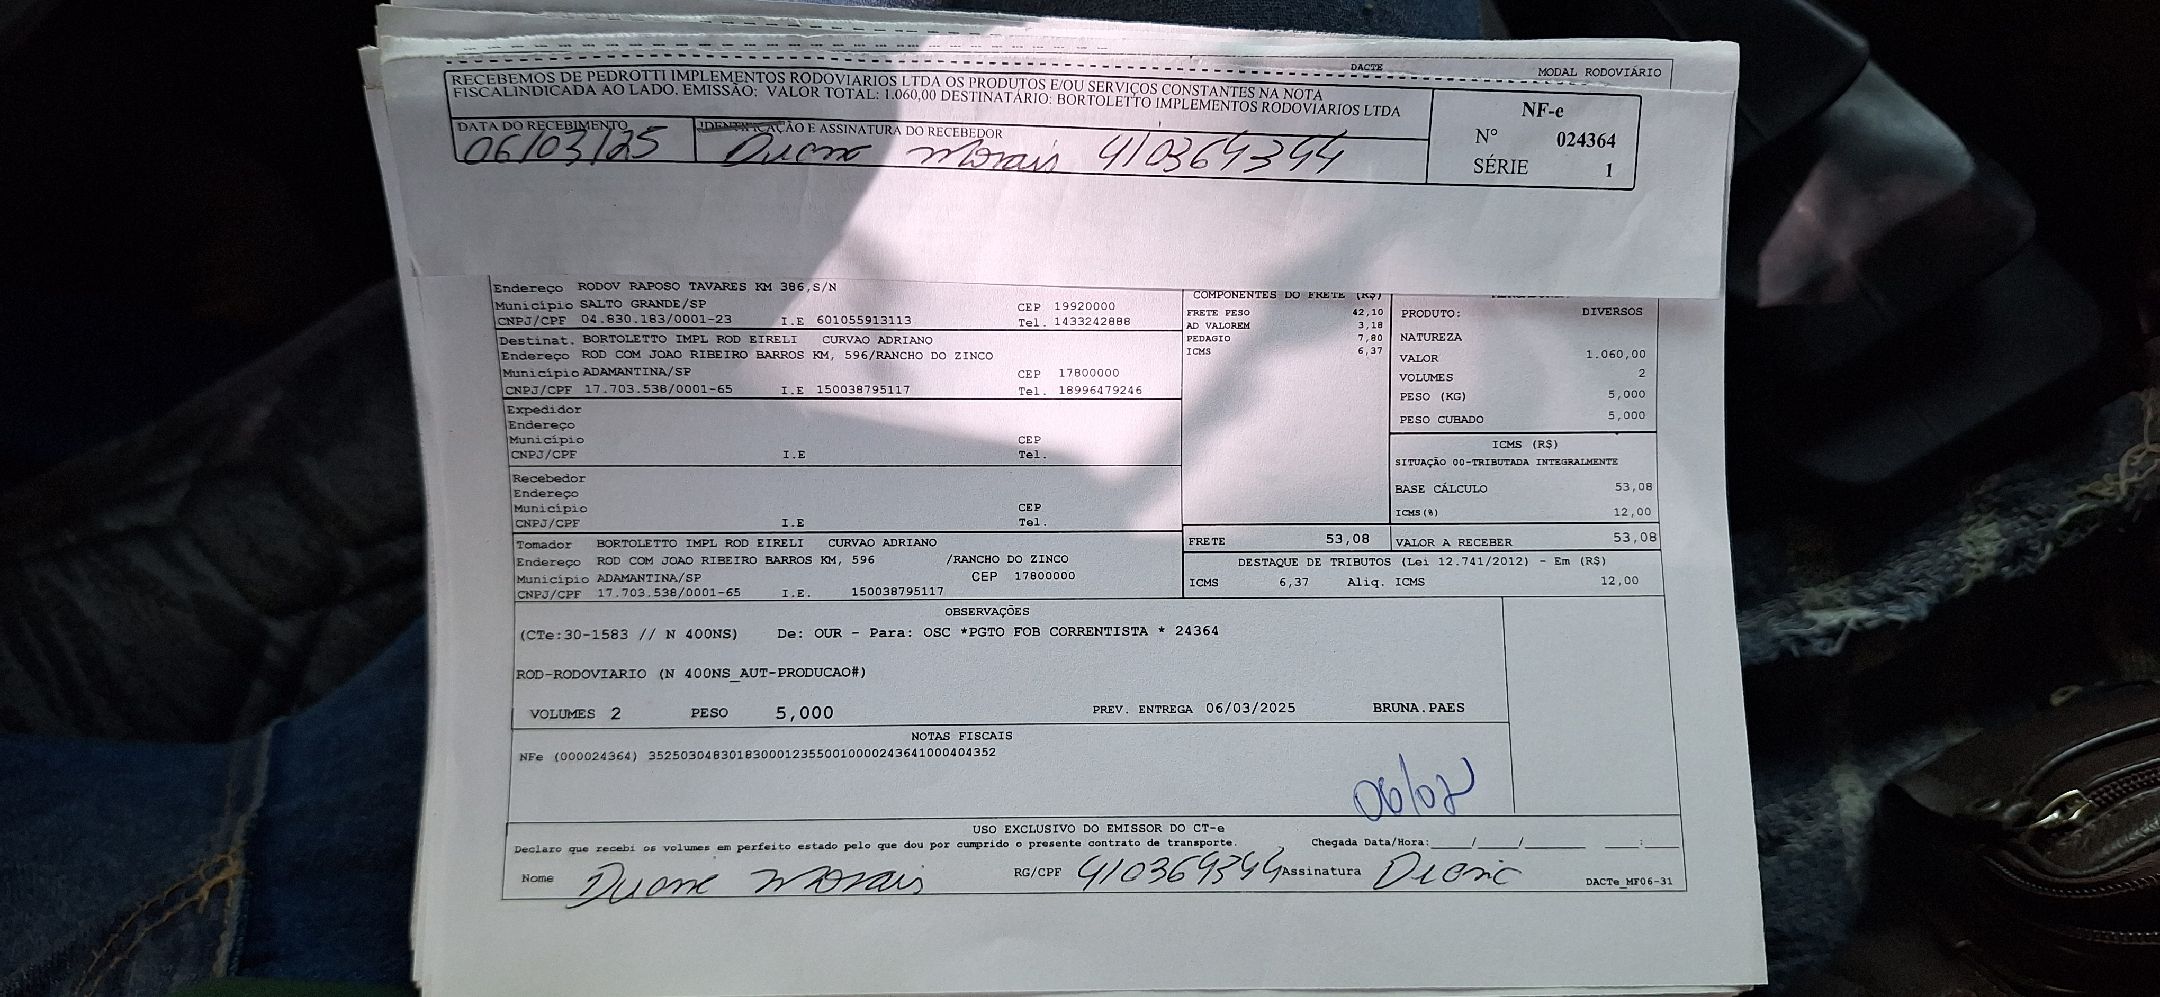 DACTE
MODAL RODOVIÁRIO
RECEBEMOS DE PEDROTTI IMPLEMENTOS RODOVIARIOS LTDA OS PRODUTOS E/OU SERVIÇOS CONSTANTES NA NOTA
FISCALINDICADA AO LADO. EMISSÃO: VALOR TOTAL: 1.060,00 DESTINATÁRIO: BORTOLETTO IMPLEMENTOS RODOVIARIOS LTDA
NF-e
Nº 024364
SÉRIE 1
DATA DO RECEBIMENTO
IDENTIFICAÇÃO E ASSINATURA DO RECEBEDOR
06/03/25 Morais 410369344
Endereço RODOV RAPOSO TAVARES KM 386,S/N
Município SALTO GRANDE/SP CEP 19920000
CNPJ/CPF 04.830.183/0001-23 I.E 601055913113 Tel. 1433242888
Destinat. BORTOLETTO IMPL ROD EIRELI CURVAO ADRIANO
Endereço ROD COM JOAO RIBEIRO BARROS KM, 596/RANCHO DO ZINCO
Município ADAMANTINA/SP CEP 17800000
CNPJ/CPF 17.703.538/0001-65 I.E 150038795117 Tel. 18996479246
Expedidor
Endereço
Município CEP
CNPJ/CPF I.E Tel.
Recebedor
Endereço
Município CEP
CNPJ/CPF I.E Tel.
Tomador BORTOLETTO IMPL ROD EIRELI CURVAO ADRIANO
Endereço ROD COM JOAO RIBEIRO BARROS KM, 596 /RANCHO DO ZINCO
Município ADAMANTINA/SP CEP 17800000
CNPJ/CPF 17.703.538/0001-65 I.E. 150038795117
COMPONENTES DO FRETE (R$)
FRETE PESO 42,10
AD VALOREM 3,18
PEDAGIO 7,80
ICMS 6,37
PRODUTO: DIVERSOS
NATUREZA
VALOR 1.060,00
VOLUMES 2
PESO (KG) 5,000
PESO CUBADO 5,000
ICMS (R$)
SITUAÇÃO 00-TRIBUTADA INTEGRALMENTE
BASE CÁLCULO 53,08
ICMS(%) 12,00
FRETE 53,08 VALOR A RECEBER 53,08
DESTAQUE DE TRIBUTOS (Lei 12.741/2012) - Em (R$)
ICMS 6,37 Aliq. ICMS 12,00
OBSERVAÇÕES
(CTe:30-1583 // N 400NS) De: OUR - Para: OSC *PGTO FOB CORRENTISTA * 24364
ROD-RODOVIARIO (N 400NS_AUT-PRODUCAO#)
VOLUMES 2 PESO 5,000 PREV. ENTREGA 06/03/2025 BRUNA.PAES
NOTAS FISCAIS
NFe (000024364) 35250304830183000123550010000243641000404352
USO EXCLUSIVO DO EMISSOR DO CT-e
Declaro que recebi os volumes em perfeito estado pelo que dou por cumprido o presente contrato de transporte. Chegada Data/Hora:____/____/______ ___:___
Nome Morais RG/CPF 410369344 Assinatura
DACTe_MF06-31